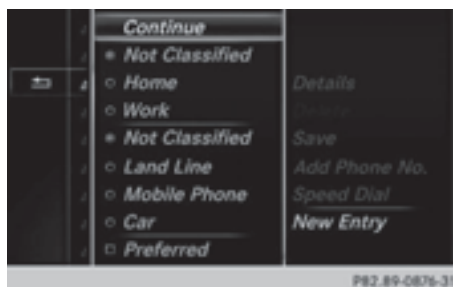 Continue
Not Classified
Home
Work
Not Classified
Land Line
Mobile Phone
Car
Preferred
Details
Delete
Save
Add Phone No.
Speed Dial
New Entry
P82.89-0876-31